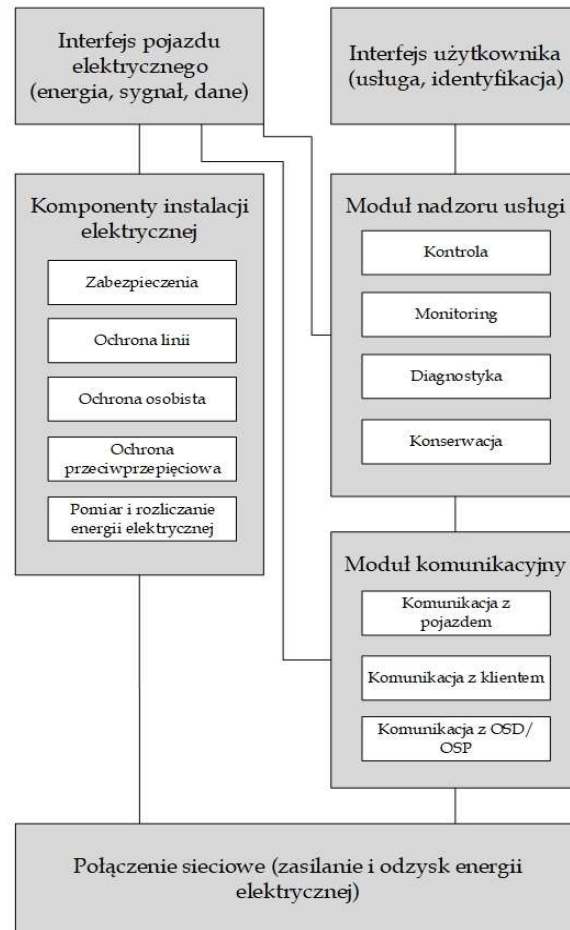 Interfejs pojazdu
elektrycznego
(energia, sygnał, dane)
Interfejs użytkownika
(usługa, identyfikacja)
Komponenty instalacji
elektrycznej
Zabezpieczenia
Ochrona linii
Ochrona osobista
Ochrona
przeciwprzepięciowa
Pomiar i rozliczanie
energii elektrycznej
Moduł nadzoru usługi
Kontrola
Monitoring
Diagnostyka
Konserwacja
Moduł komunikacyjny
Komunikacja z
pojazdem
Komunikacja z klientem
Komunikacja z OSD/
OSP
Połączenie sieciowe (zasilanie i odzysk energii
elektrycznej)